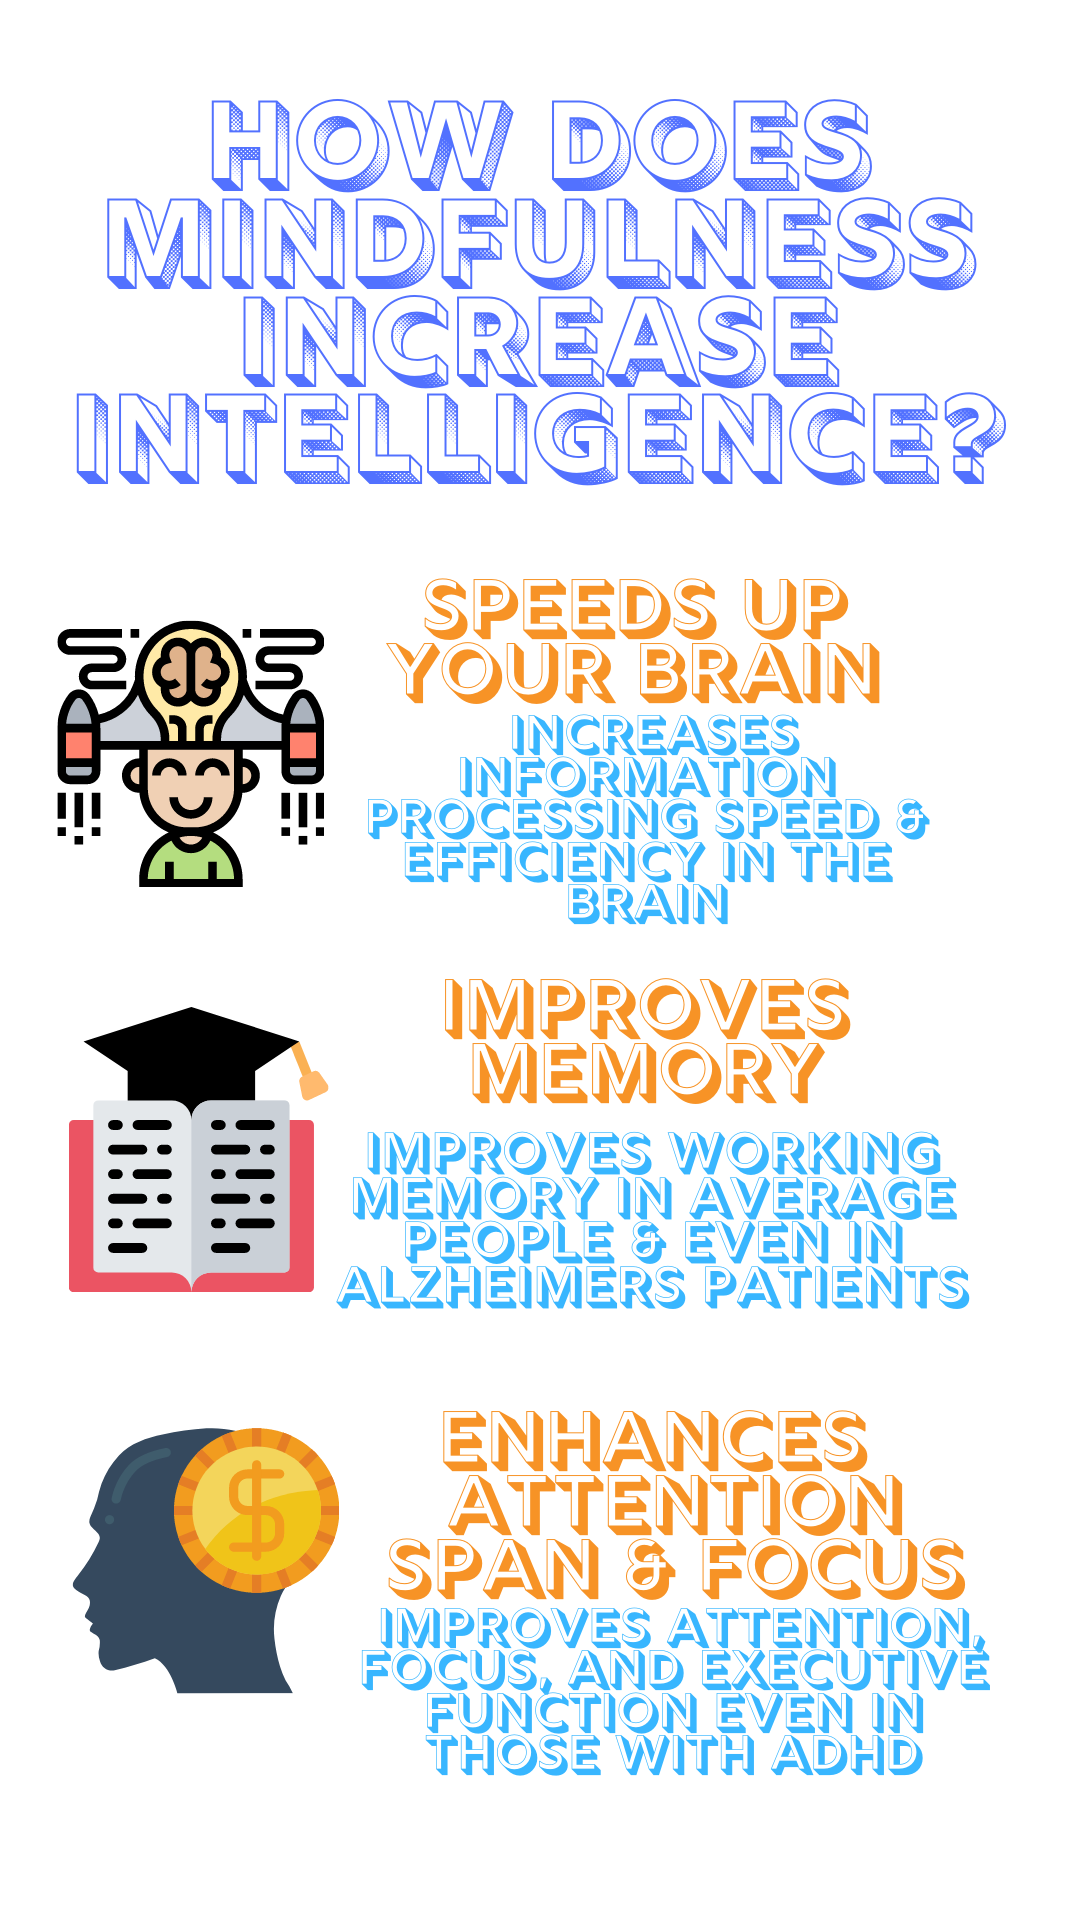 HOW DOES
MINDFULNESS
INCREASE
INTELLIGENCE?
SPEEDS UP
YOUR BRAIN
INCREASES
INFORMATION
PROCESSING SPEED &
EFFICIENCY IN THE
BRAIN
IMPROVES
MEMORY
IMPROVES WORKING
MEMORY IN AVERAGE
PEOPLE & EVEN IN
ALZHEIMERS PATIENTS
ENHANCES
ATTENTION
SPAN & FOCUS
IMPROVES ATTENTION,
FOCUS, AND EXECUTIVE
FUNCTION EVEN IN
THOSE WITH ADHD